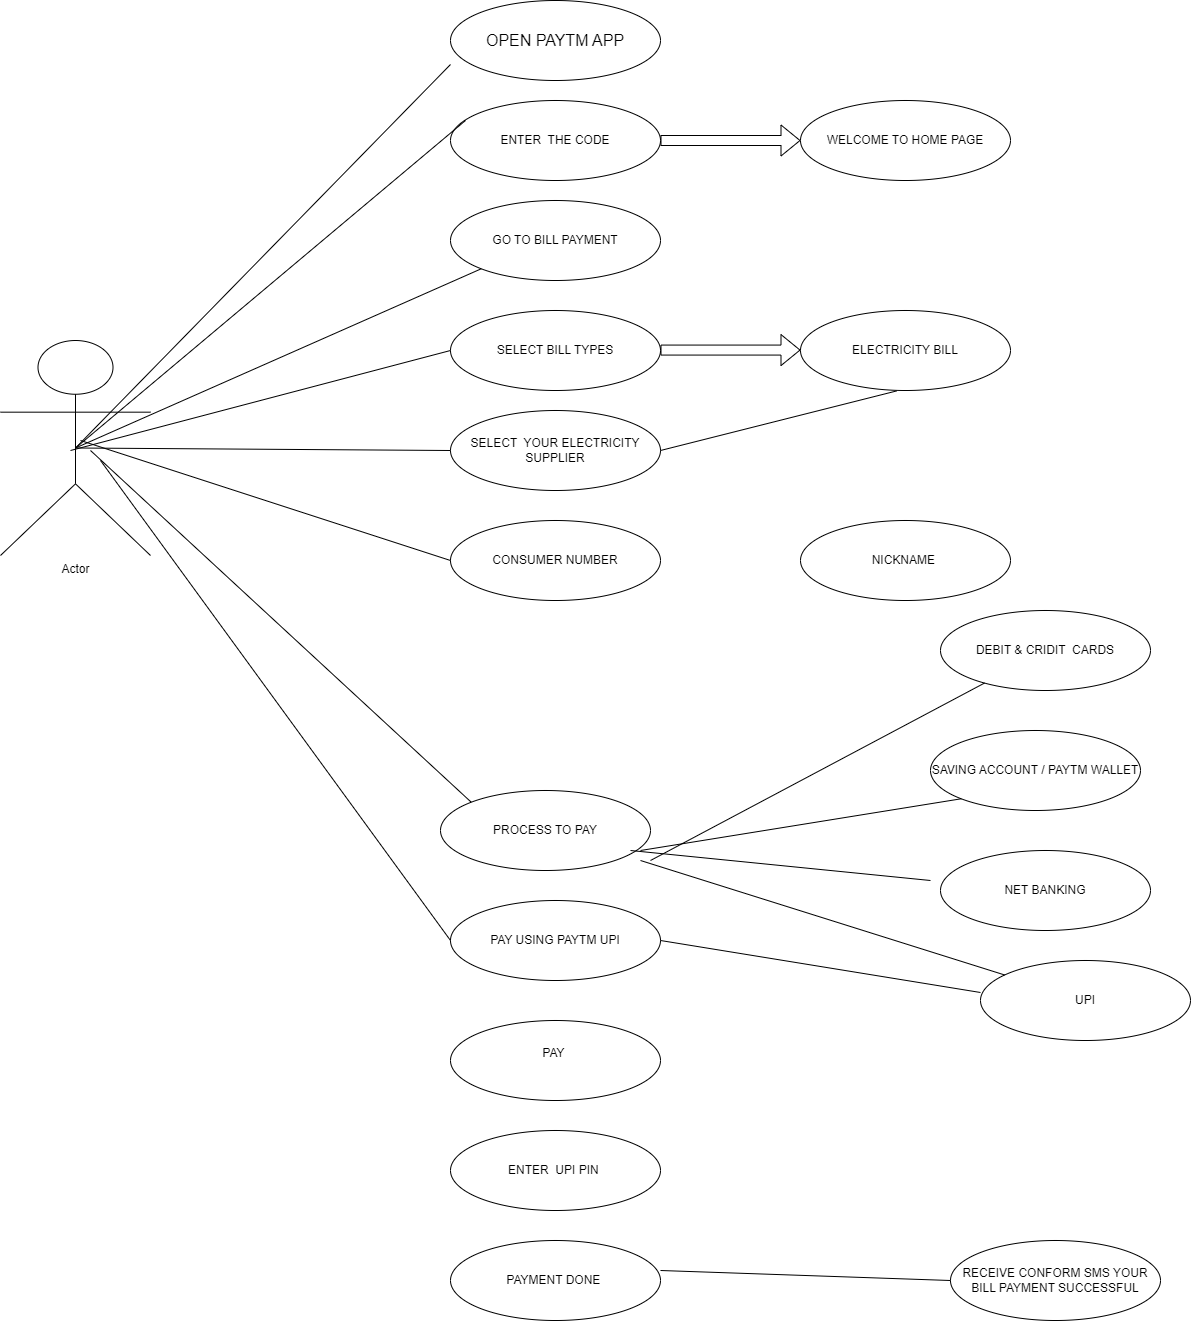 OPEN PAYTM APP
ENTER  THE CODE
WELCOME TO HOME PAGE
GO TO BILL PAYMENT
SELECT BILL TYPES
ELECTRICITY BILL
SELECT  YOUR ELECTRICITY
SUPPLIER
CONSUMER NUMBER
NICKNAME
Actor
DEBIT & CRIDIT  CARDS
SAVING ACCOUNT / PAYTM WALLET
PROCESS TO PAY
NET BANKING
PAY USING PAYTM UPI
UPI
PAY
ENTER  UPI PIN
PAYMENT DONE
RECEIVE CONFORM SMS YOUR
BILL PAYMENT SUCCESSFUL